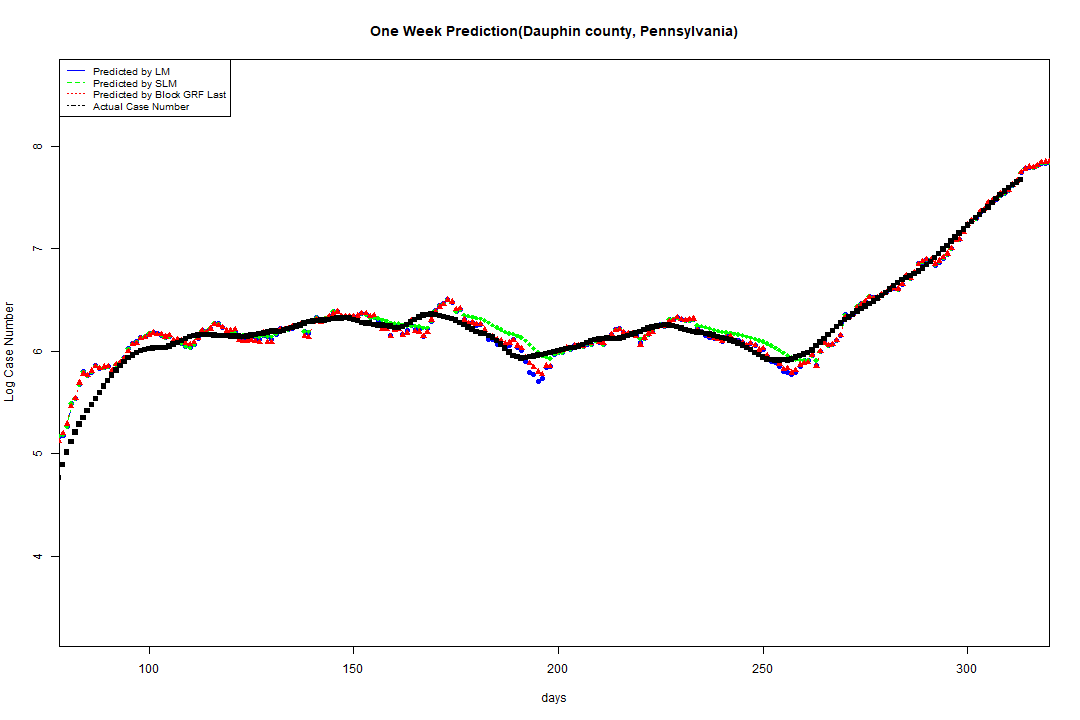 One Week Prediction(Dauphin county, Pennsylvania)
Predicted by LM
Predicted by SLM
Predicted by Block GRF Last
Actual Case Number
8
7
6
5
4
Log Case Number
100 150 200 250 300
days